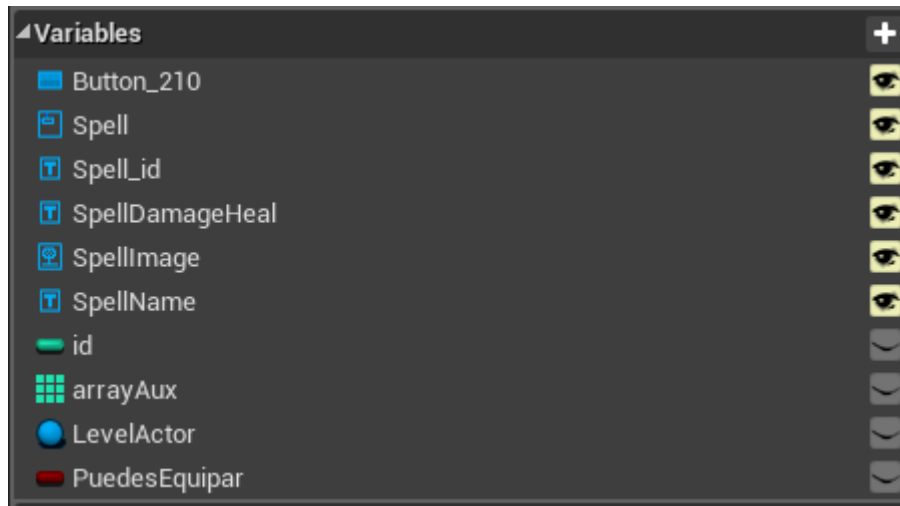 Variables
Button_210
Spell
Spell_id
SpellDamageHeal
SpellImage
SpellName
id
arrayAux
LevelActor
PuedesEquipar